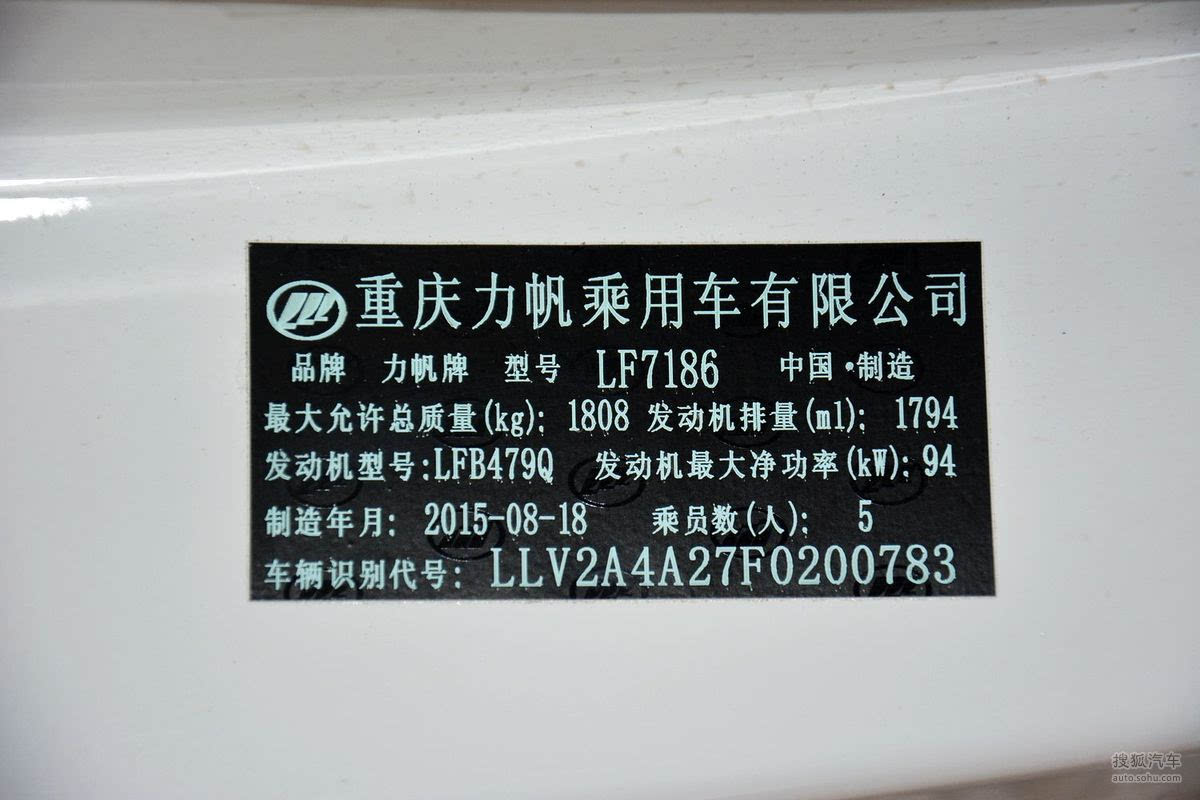 重庆力帆乘用车有限公司
品牌 力帆牌 型号 LF7186 中国·制造
最大允许总质量(kg): 1808 发动机排量(ml): 1794
发动机型号:LFB479Q 发动机最大净功率(kW): 94
制造年月: 2015-08-18 乘员数(人): 5
车辆识别代号: LLV2A4A27F0200783
搜狐汽车
auto.sohu.com